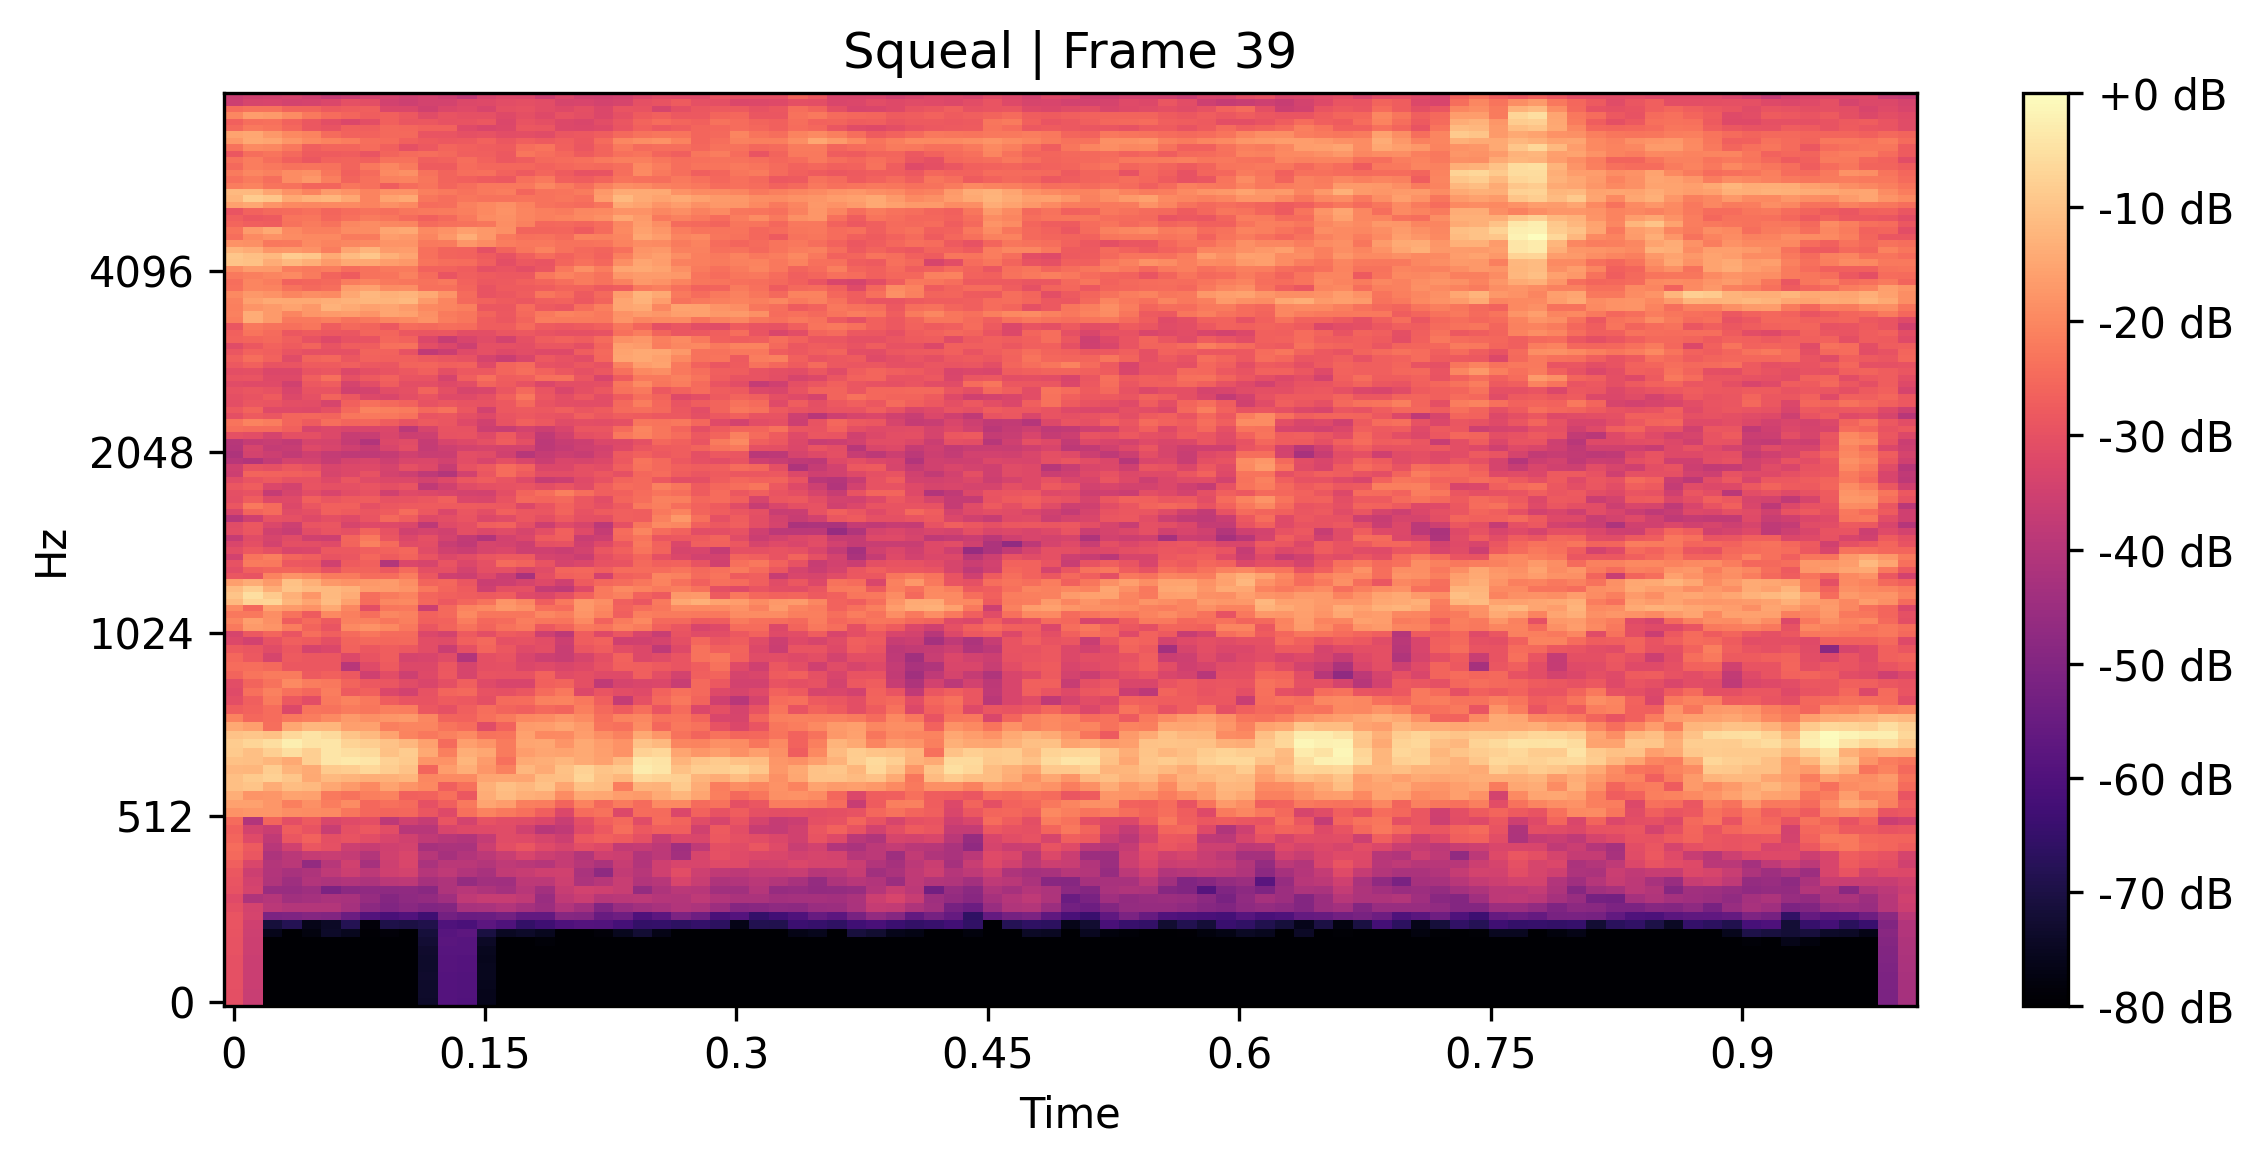 Squeal | Frame 39
Hz
4096
2048
1024
512
0
0 0.15 0.3 0.45 0.6 0.75 0.9
Time
+0 dB
-10 dB
-20 dB
-30 dB
-40 dB
-50 dB
-60 dB
-70 dB
-80 dB